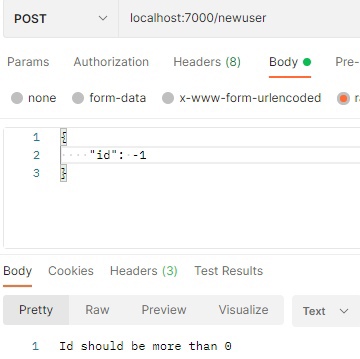 POST localhost:7000/newuser
Params Authorization Headers (8) Body Pre-
none form-data x-www-form-urlencoded r
1 {
2 "id": -1
3 }
Body Cookies Headers (3) Test Results
Pretty Raw Preview Visualize Text
1 Id should be more than 0